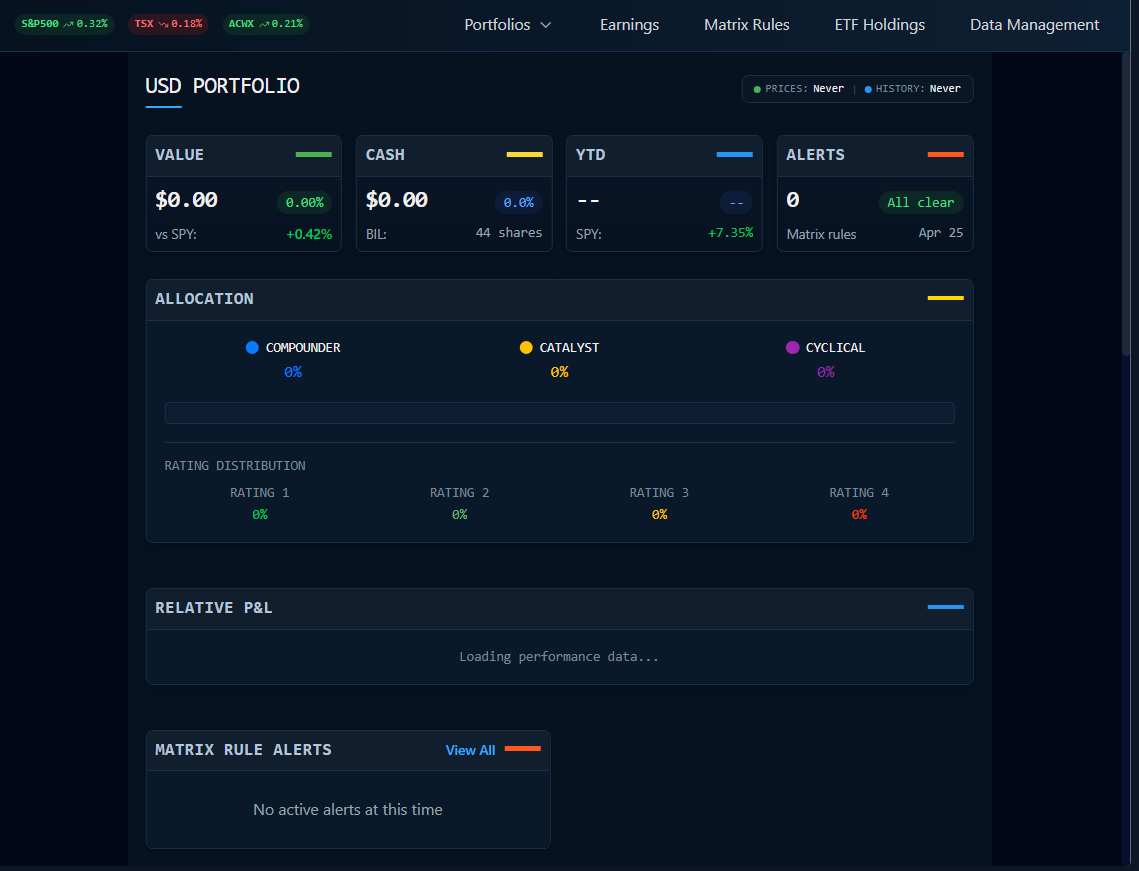 S&P500 0.32% TSX 0.18% ACWX 0.21% Portfolios Earnings Matrix Rules ETF Holdings Data Management
USD PORTFOLIO
PRICES: Never | HISTORY: Never
VALUE
$0.00 0.00%
vs SPY: +0.42%
CASH
$0.00 0.0%
BIL: 44 shares
YTD
-- --
SPY: +7.35%
ALERTS
0 All clear
Matrix rules Apr 25
ALLOCATION
COMPOUNDER CATALYST CYCLICAL
0% 0% 0%
RATING DISTRIBUTION
RATING 1 RATING 2 RATING 3 RATING 4
0% 0% 0% 0%
RELATIVE P&L
Loading performance data...
MATRIX RULE ALERTS View All
No active alerts at this time